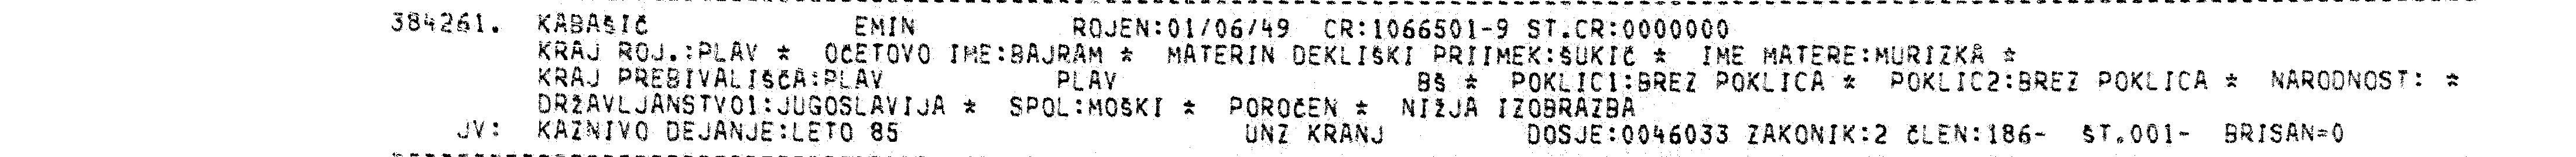 384261. KABAŠIČ EMIN ROJEN:01/06/49 CR:1066501-9 ST.CR:0000000
KRAJ ROJ.:PLAV * OČETOVO IME:BAJRAM * MATERIN DEKLIŠKI PRIIMEK:ŠUKIČ * IME MATERE:MURIZKA *
KRAJ PREBIVALIŠČA:PLAV PLAV BŠ * POKLIC1:BREZ POKLICA * POKLIC2:BREZ POKLICA * NARODNOST: *
DRŽAVLJANSTVO1:JUGOSLAVIJA * SPOL:MOŠKI * POROČEN * NIŽJA IZOBRAZBA
JV: KAZNIVO DEJANJE:LETO 85 UNZ KRANJ DOSJE:0046033 ZAKONIK:2 ČLEN:186- ŠT.001- BRISAN=0